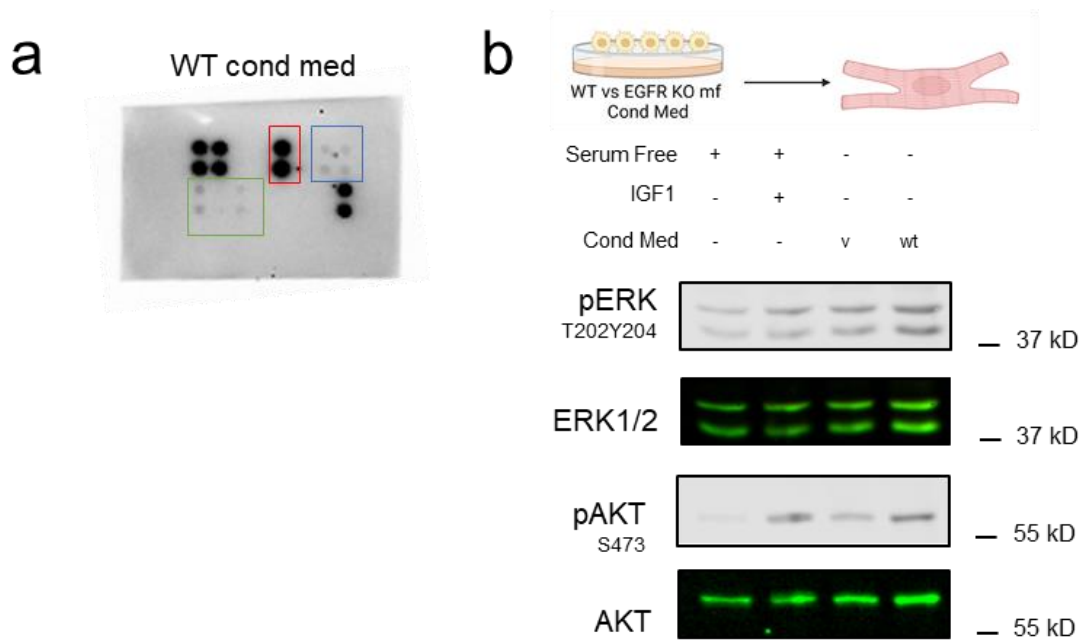 a
WT cond med
b
WT vs EGFR KO mf
Cond Med
Serum Free + + - -
IGF1 - + - -
Cond Med - - v wt
pERK
T202Y204
37 kD
ERK1/2
37 kD
pAKT
S473
55 kD
AKT
55 kD